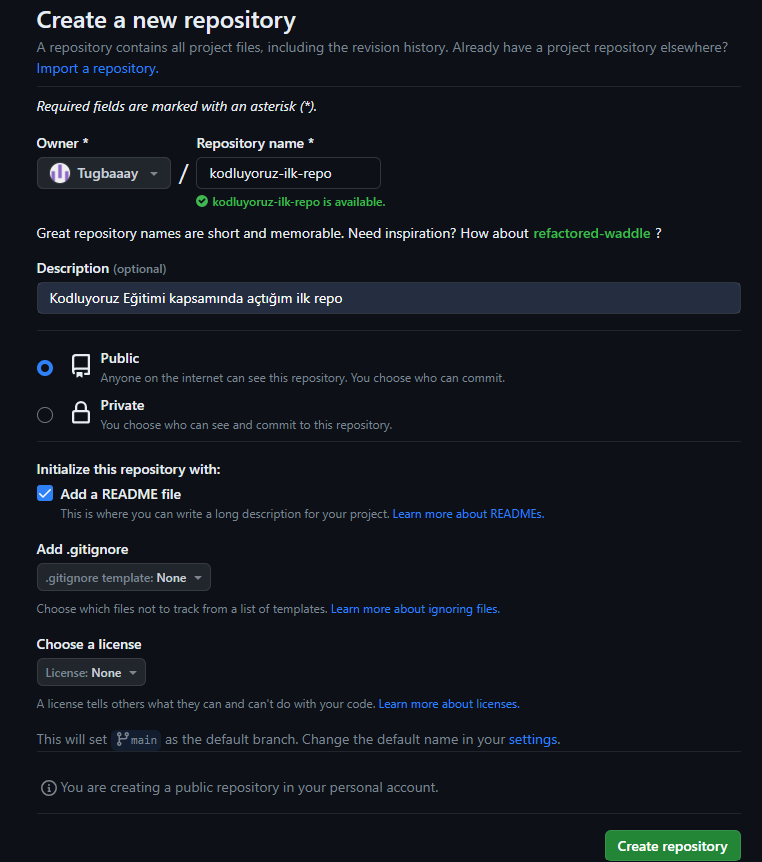 Create a new repository
A repository contains all project files, including the revision history. Already have a project repository elsewhere?
Import a repository.
Required fields are marked with an asterisk (*).
Owner *
Repository name *
Tugbaaay
/
kodluyoruz-ilk-repo
kodluyoruz-ilk-repo is available.
Great repository names are short and memorable. Need inspiration? How about refactored-waddle ?
Description (optional)
Kodluyoruz Eğitimi kapsamında açtığım ilk repo
Public
Anyone on the internet can see this repository. You choose who can commit.
Private
You choose who can see and commit to this repository.
Initialize this repository with:
Add a README file
This is where you can write a long description for your project. Learn more about READMEs.
Add .gitignore
.gitignore template: None
Choose which files not to track from a list of templates. Learn more about ignoring files.
Choose a license
License: None
A license tells others what they can and can't do with your code. Learn more about licenses.
This will set main as the default branch. Change the default name in your settings.
You are creating a public repository in your personal account.
Create repository